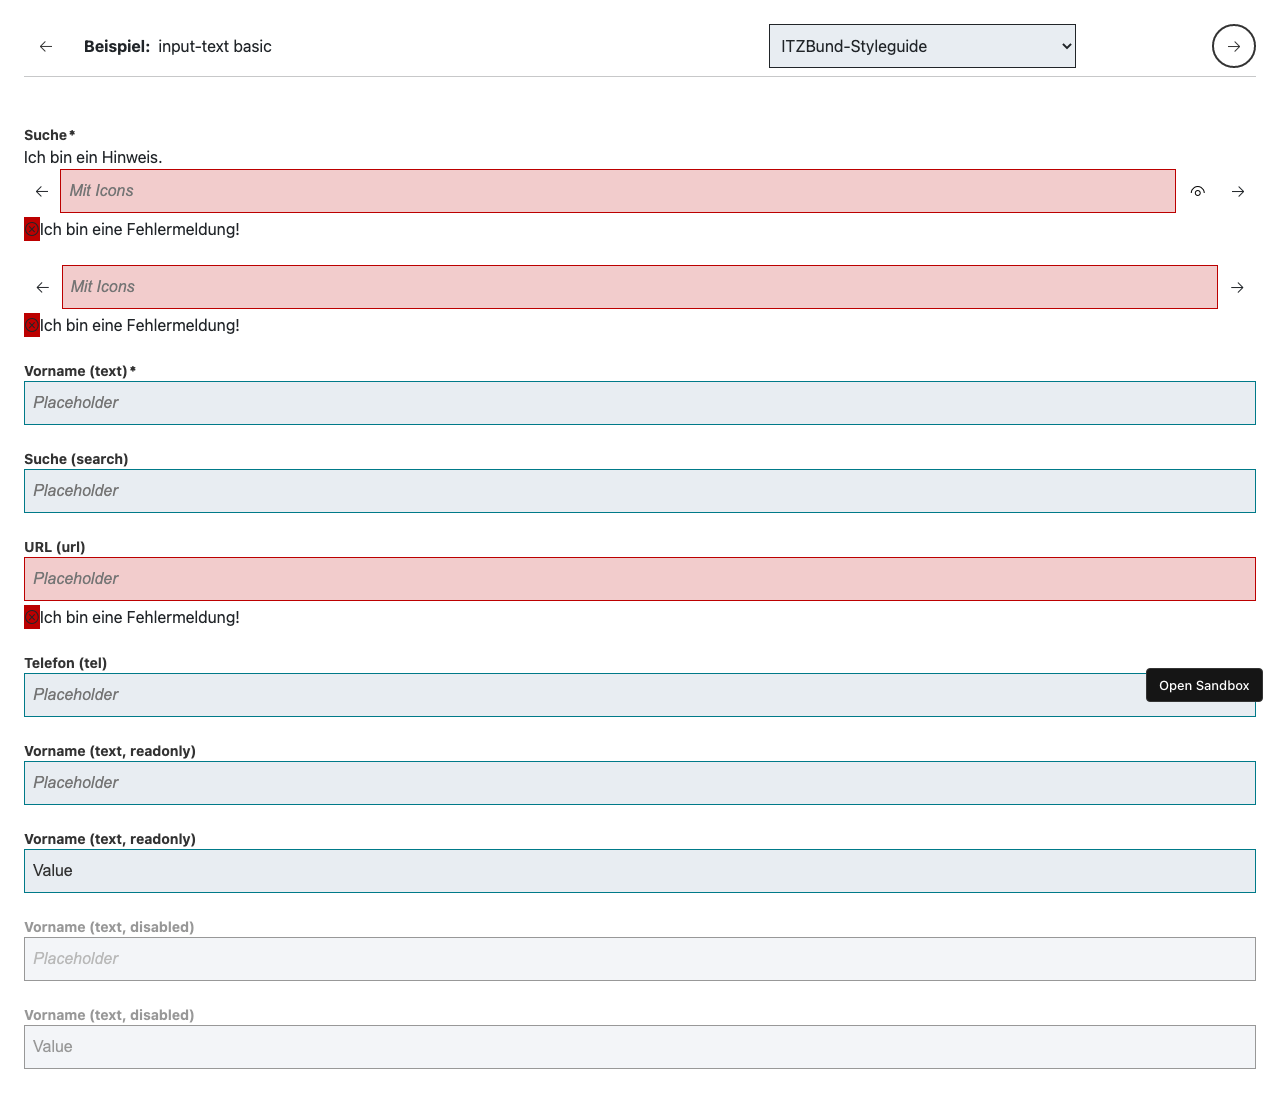 Beispiel: input-text basic
ITZBund-Styleguide
Suche*
Ich bin ein Hinweis.
Mit Icons
Ich bin eine Fehlermeldung!
Mit Icons
Ich bin eine Fehlermeldung!
Vorname (text)*
Placeholder
Suche (search)
Placeholder
URL (url)
Placeholder
Ich bin eine Fehlermeldung!
Telefon (tel)
Placeholder
Open Sandbox
Vorname (text, readonly)
Placeholder
Vorname (text, readonly)
Value
Vorname (text, disabled)
Placeholder
Vorname (text, disabled)
Value